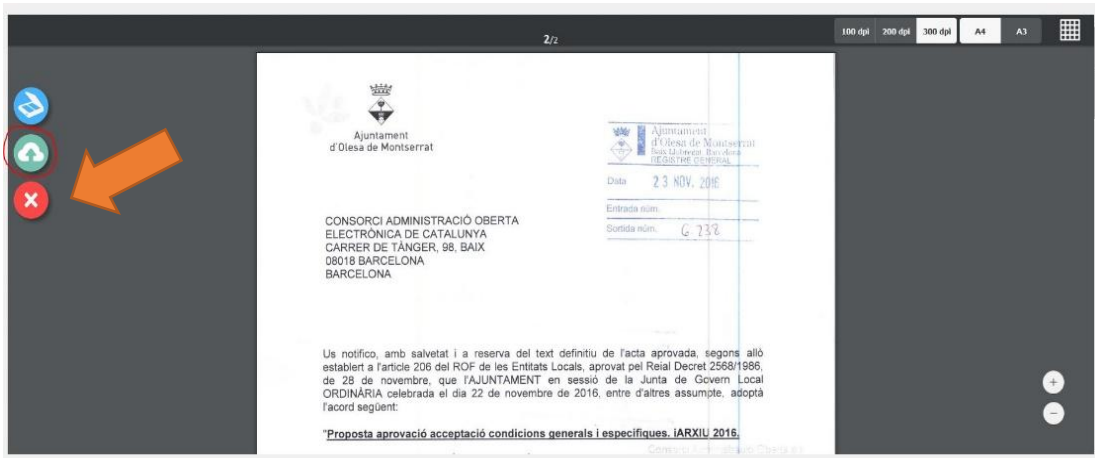 2/2
100 dpi 200 dpi 300 dpi A4 A3
Ajuntament
d'Olesa de Montserrat
Ajuntament
d'Olesa de Montserrat
Baix Llobregat Barcelona
REGISTRE GENERAL
Data 23 NOV. 2016
Entrada núm.
Sortida núm. 6738
CONSORCI ADMINISTRACIÓ OBERTA
ELECTRÒNICA DE CATALUNYA
CARRER DE TÀNGER, 98, BAIX
08018 BARCELONA
BARCELONA
Us notifico, amb salvetat i a reserva del text definitiu de l'acta aprovada, segons allò
establert a l'article 206 del ROF de les Entitats Locals, aprovat pel Reial Decret 2568/1986,
de 28 de novembre, que l'AJUNTAMENT en sessió de la Junta de Govern Local
ORDINÀRIA celebrada el dia 22 de novembre de 2016, entre d'altres assumpte, adoptà
l'acord següent:
"Proposta aprovació acceptació condicions generals i especifiques. iARXIU 2016.